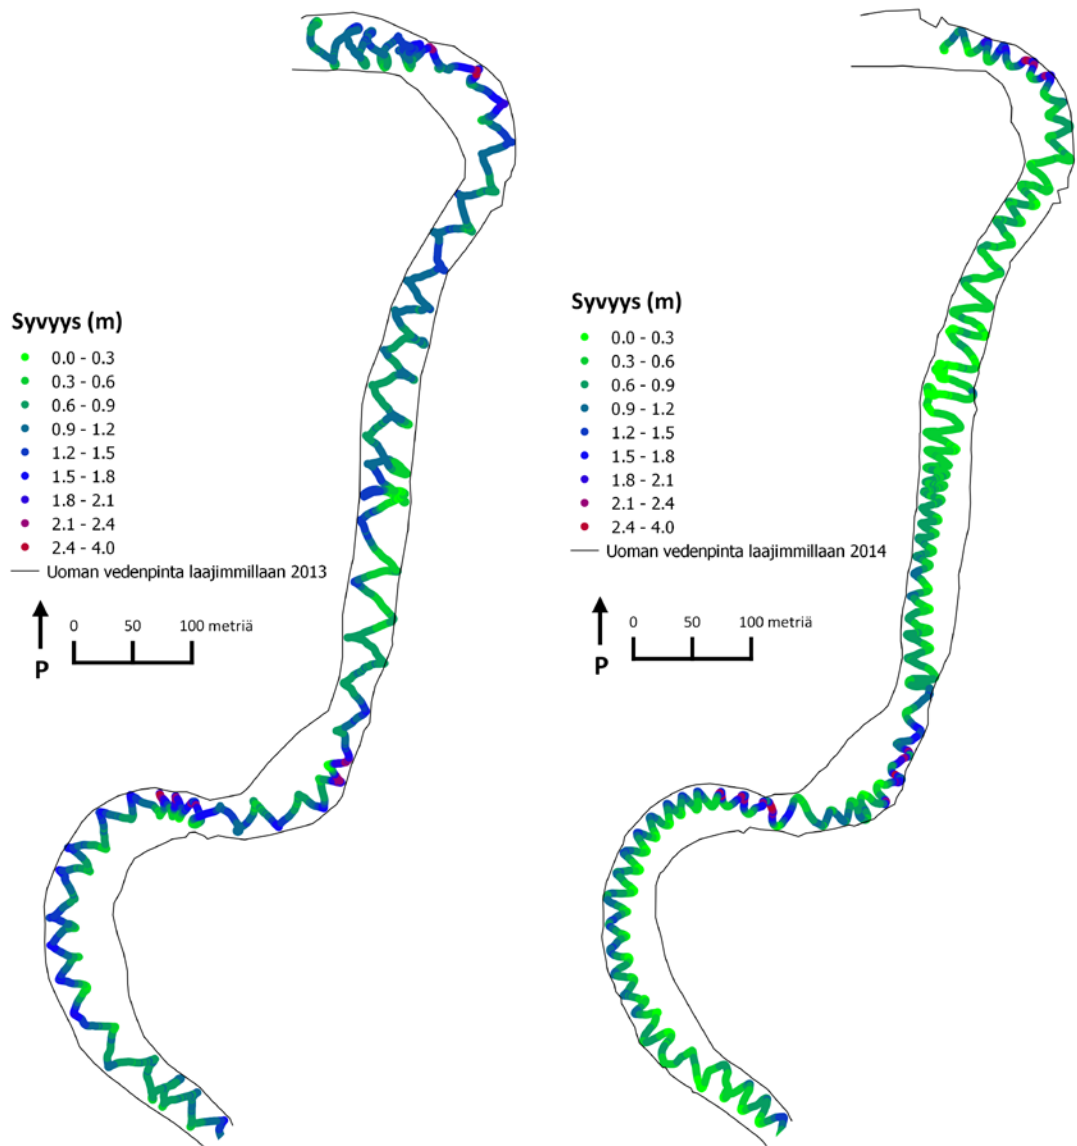 Syvyys (m)
0.0 - 0.3
0.3 - 0.6
0.6 - 0.9
0.9 - 1.2
1.2 - 1.5
1.5 - 1.8
1.8 - 2.1
2.1 - 2.4
2.4 - 4.0
Uoman vedenpinta laajimmillaan 2013
0 50 100 metriä
P
Syvyys (m)
0.0 - 0.3
0.3 - 0.6
0.6 - 0.9
0.9 - 1.2
1.2 - 1.5
1.5 - 1.8
1.8 - 2.1
2.1 - 2.4
2.4 - 4.0
Uoman vedenpinta laajimmillaan 2014
0 50 100 metriä
P